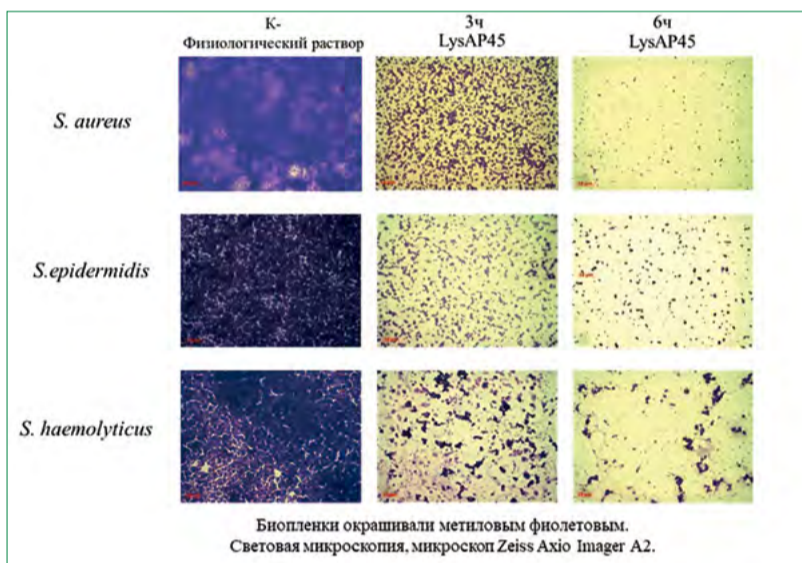 К-
Физиологический раствор
3ч
LysAP45
6ч
LysAP45
S. aureus
S.epidermidis
S. haemolyticus
Биопленки окрашивали метиловым фиолетовым.
Световая микроскопия, микроскоп Zeiss Axio Imager A2.